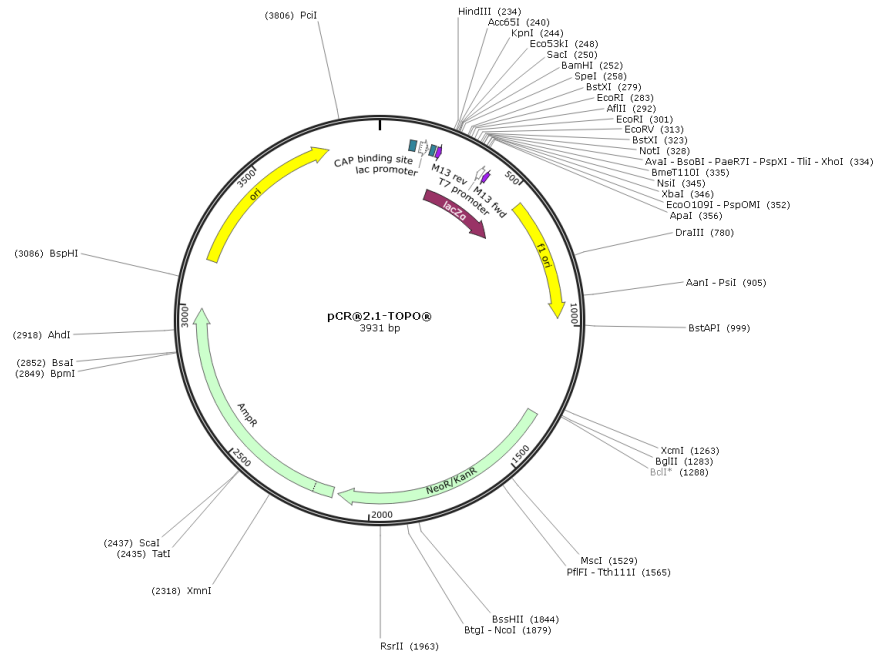 (3806) PciI
HindIII (234)
Acc65I (240)
KpnI (244)
Eco53kI (248)
SacI (250)
BamHI (252)
SpeI (258)
BstXI (279)
EcoRI (283)
AflII (292)
EcoRI (301)
EcoRV (313)
BstXI (323)
NotI (328)
AvaI - BsoBI - PaeR7I - PspXI - TliI - XhoI (334)
BmeT110I (335)
NsiI (345)
XbaI (346)
EcoO109I - PspOMI (352)
ApaI (356)
DraIII (780)
AanI - PsiI (905)
BstAPI (999)
XcmI (1263)
BglII (1283)
BclI* (1288)
MscI (1529)
PflFI - Tth111I (1565)
BssHII (1844)
BtgI - NcoI (1879)
RsrII (1963)
(2318) XmnI
(2435) TatI
(2437) ScaI
(2849) BpmI
(2852) BsaI
(2918) AhdI
(3086) BspHI
CAP binding site
lac promoter
M13 rev
T7 promoter
M13 fwd
lacZα
f1 ori
ori
AmpR
NeoR/KanR
500
1000
1500
2000
2500
3000
3500
pCR®2.1-TOPO®
3931 bp